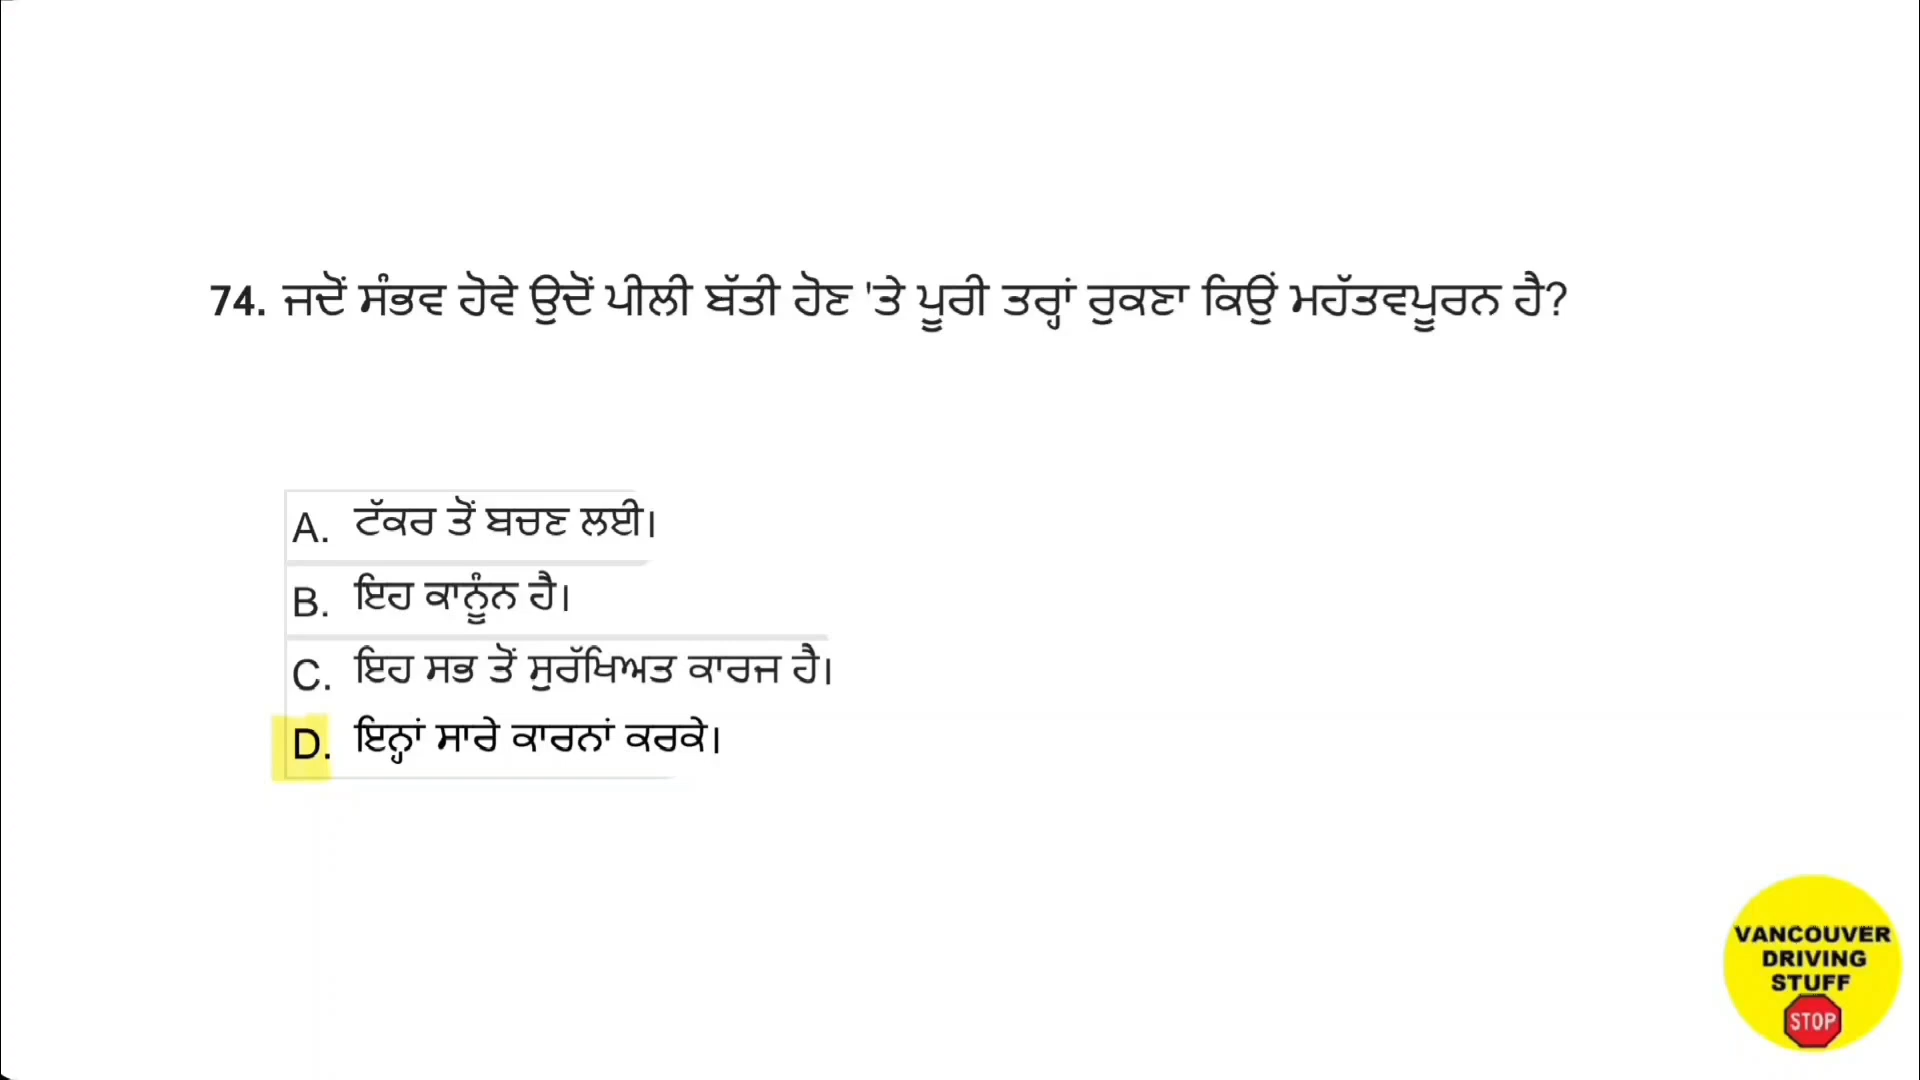 74. ਜਦੋਂ ਸੰਭਵ ਹੋਵੇ ਉਦੋਂ ਪੀਲੀ ਬੱਤੀ ਹੋਣ 'ਤੇ ਪੂਰੀ ਤਰ੍ਹਾਂ ਰੁਕਣਾ ਕਿਉਂ ਮਹੱਤਵਪੂਰਨ ਹੈ?
A. ਟੱਕਰ ਤੋਂ ਬਚਣ ਲਈ।
B. ਇਹ ਕਾਨੂੰਨ ਹੈ।
C. ਇਹ ਸਭ ਤੋਂ ਸੁਰੱਖਿਅਤ ਕਾਰਜ ਹੈ।
D. ਇਨ੍ਹਾਂ ਸਾਰੇ ਕਾਰਨਾਂ ਕਰਕੇ।
VANCOUVER
DRIVING
STUFF
STOP